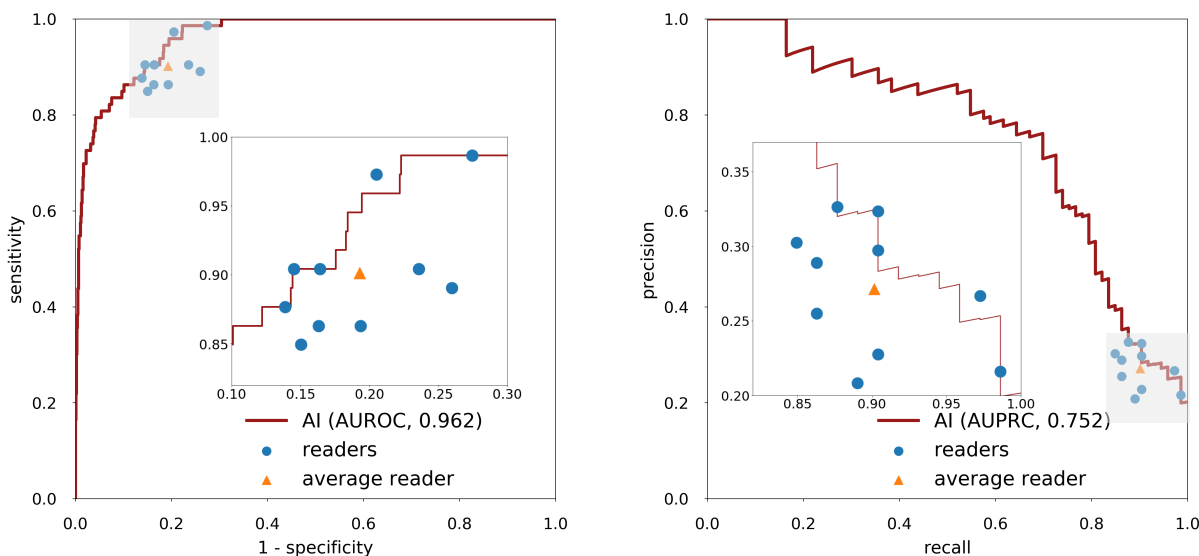 1.0
0.8
0.6
0.4
0.2
0.0
sensitivity
1.00
0.95
0.90
0.85
0.10 0.15 0.20 0.25 0.30
AI (AUROC, 0.962)
readers
average reader
0.0 0.2 0.4 0.6 0.8 1.0
1 - specificity
1.0
0.8
0.6
0.4
0.2
0.0
precision
0.35
0.30
0.25
0.20
0.85 0.90 0.95 1.00
AI (AUPRC, 0.752)
readers
average reader
0.0 0.2 0.4 0.6 0.8 1.0
recall